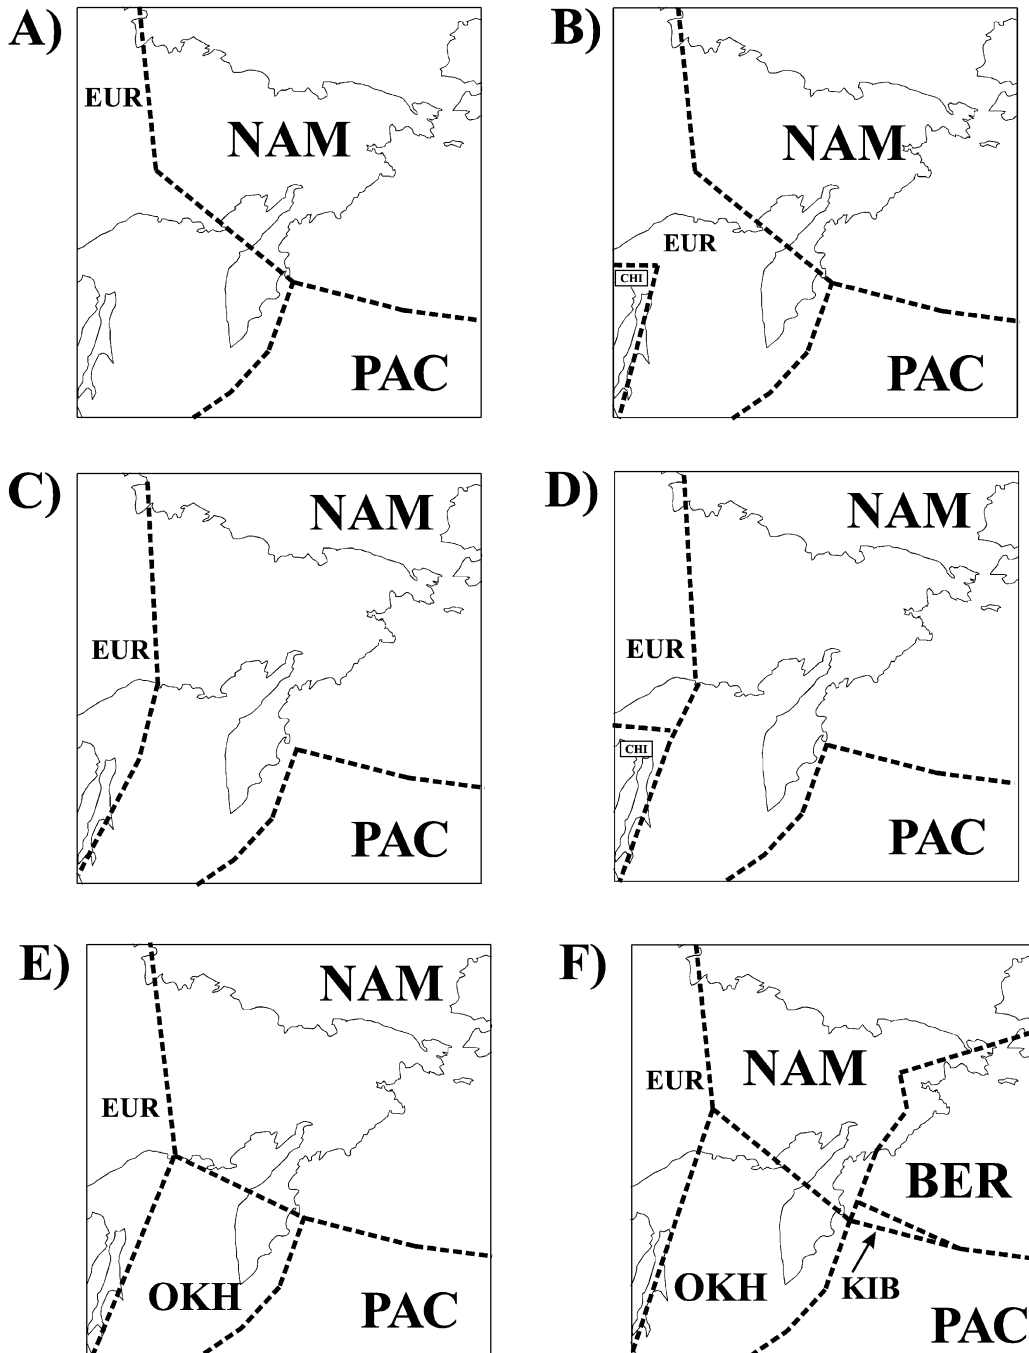 A)
EUR
NAM
PAC
B)
NAM
EUR
CHI
PAC
C)
NAM
EUR
PAC
D)
NAM
EUR
CHI
PAC
E)
NAM
EUR
OKH
PAC
F)
NAM
EUR
BER
OKH
KIB
PAC